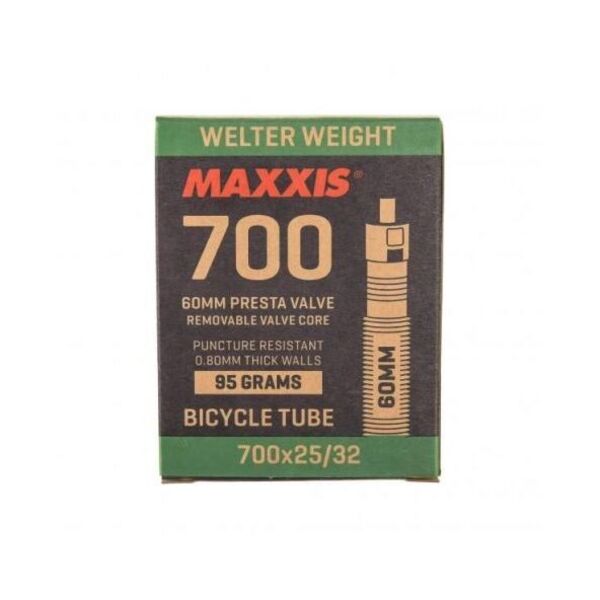 WELTER WEIGHT
MAXXIS®
700
60MM PRESTA VALVE
REMOVABLE VALVE CORE
PUNCTURE RESISTANT
0.80MM THICK WALLS
95 GRAMS
BICYCLE TUBE
60MM
700x25/32